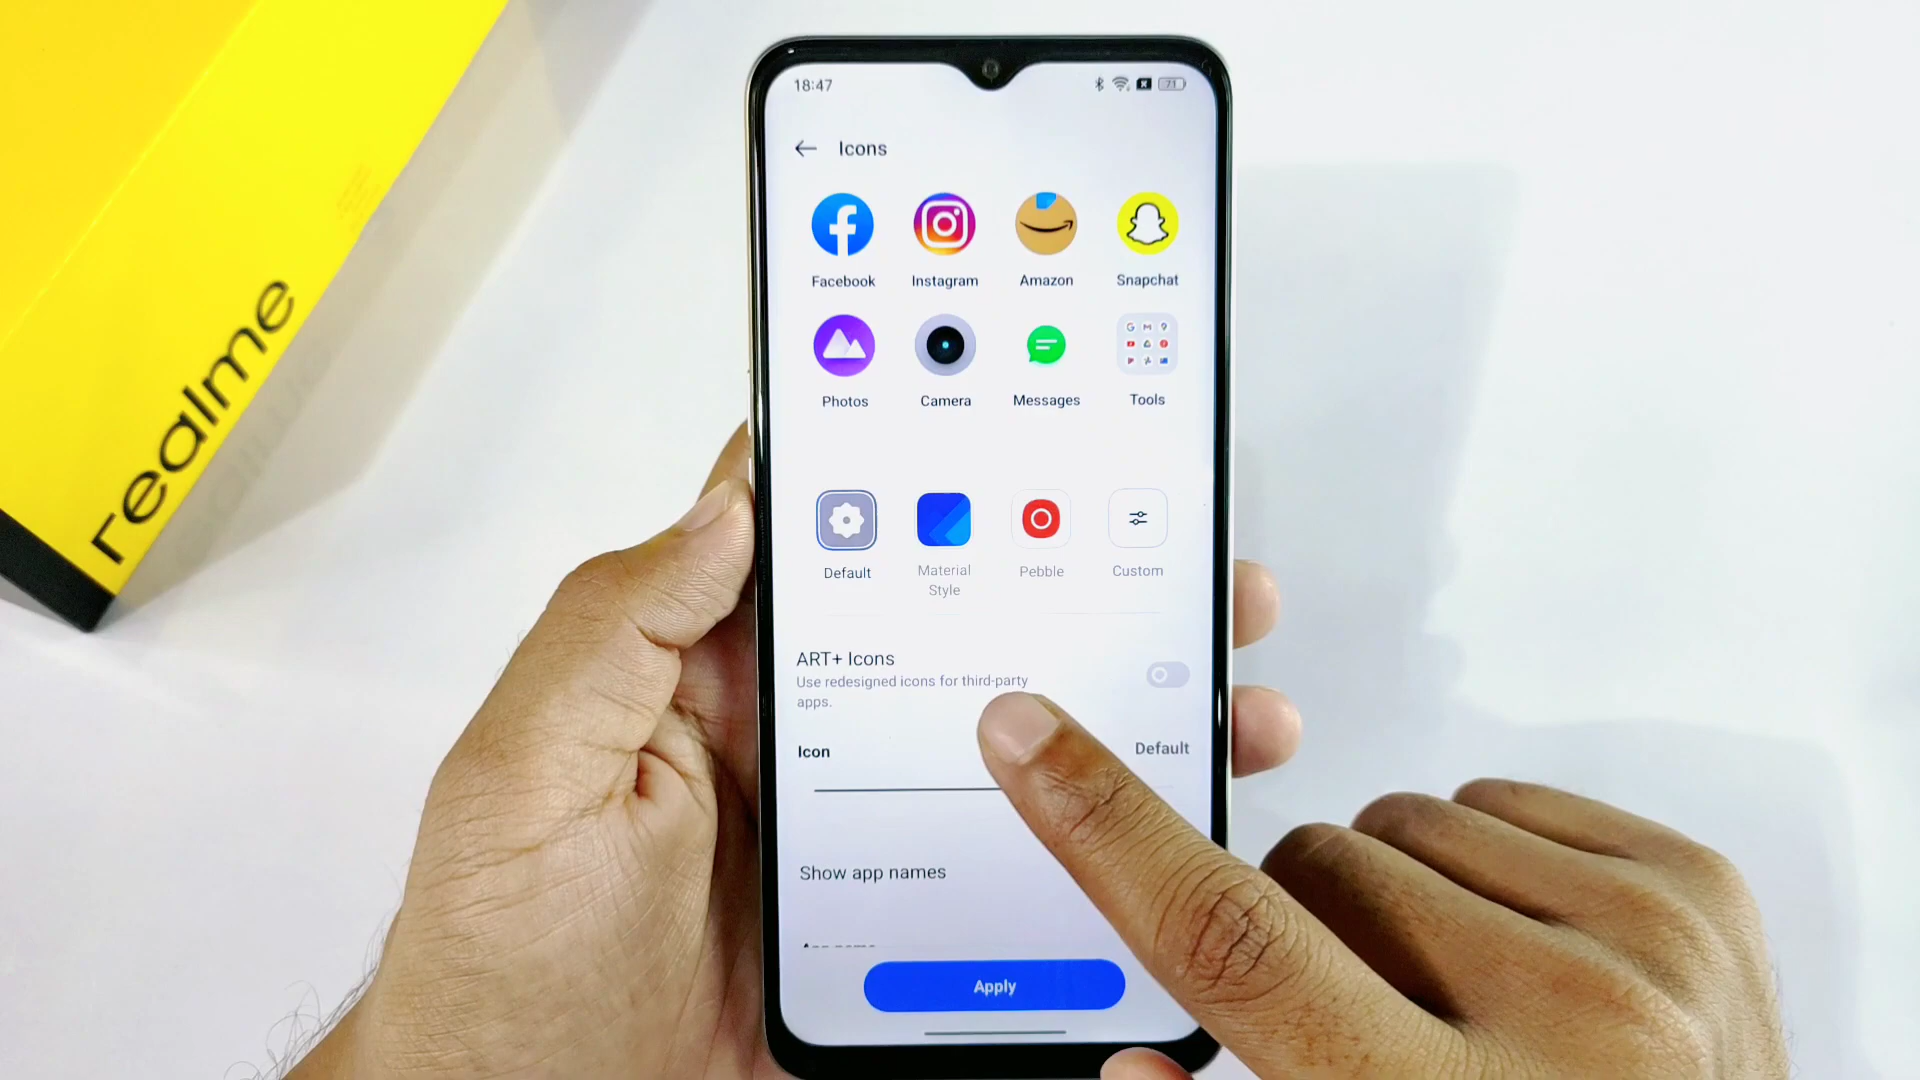 realme
18:47
71
Icons
Facebook Instagram Amazon Snapchat
Photos Camera Messages Tools
Default Material Style Pebble Custom
ART+ Icons
Use redesigned icons for third-party
apps.
Icon Default
Show app names
Apply